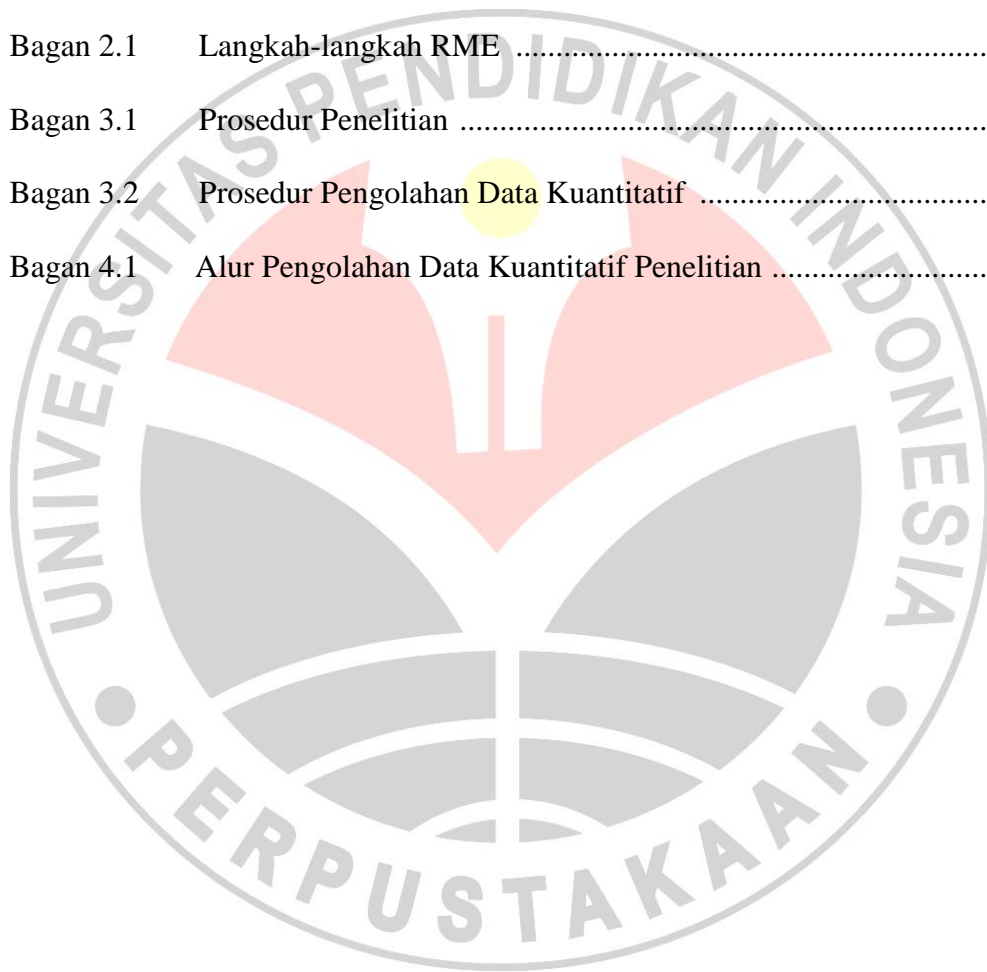 Bagan 2.1 Langkah-langkah RME ..................................................
Bagan 3.1 Prosedur Penelitian ........................................................
Bagan 3.2 Prosedur Pengolahan Data Kuantitatif ...............................
Bagan 4.1 Alur Pengolahan Data Kuantitatif Penelitian .......................
UNIVERSITAS PENDIDIKAN INDONESIA
PERPUSTAKAAN